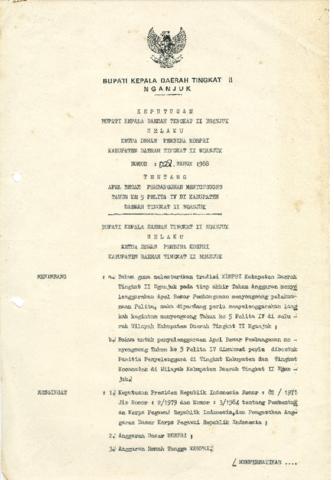 BUPATI KEPALA DAERAH TINGKAT II
NGANJUK
KEPUTUSAN
BUPATI KEPALA DAERAH TINGKAT II NGANJUK
SELAKU
KETUA DEWAN PEMBINA KORPRI
KABUPATEN DAERAH TINGKAT II NGANJUK
NOMOR : TAHUN 1988
TENTANG
APEL BESAR PEMBANGUNAN MENYONGSONG
TAHUN KE 5 PELITA IV DI KABUPATEN
DAERAH TINGKAT II NGANJUK
BUPATI KEPALA DAERAH TINGKAT II NGANJUK
SELAKU
KETUA DEWAN PEMBINA KORPRI
KABUPATEN DAERAH TINGKAT II NGANJUK
MENIMBANG : a. Bahwa guna melestarikan tradisi KORPRI Kabupaten Daerah
Tingkat II Nganjuk pada tiap akhir Tahun Anggaran menye
lenggarakan Apel Besar Pembangunan menyongsong pelaksa-
naan Pelita, maka dipandang perlu menyelenggarakan lang
kah kegiatan menyongsong Tahun ke 5 Pelita IV di selu
ruh Wilayah Kabupaten Daerah Tingkat II Nganjuk ;
b. Bahwa untuk penyelenggaraan Apel Besar Pembangunan me
nyongsong Tahun ke 5 Pelita IV dimaksud perlu dibentuk
Panitia Penyelenggara di Tingkat Kabupaten dan Tingkat
Kecamatan di Wilayah Kabupaten Daerah Tingkat II Ngan
juk.
MENGINGAT : 1. Keputusan Presiden Republik Indonesia Nomor : 82 / 1971
Jis Nomor : 2/1979 dan Nomor : 3/1984 tentang Pembentuk
an Korps Pegawai Republik Indonesia, dan Pengesahan Ang
garan Dasar Korps Pegawai Republik Indonesia ;
2. Anggaran Dasar KORPRI ;
3. Anggaran Rumah Tangga KORPRI ;
/ MEMPERHATIKAN ....